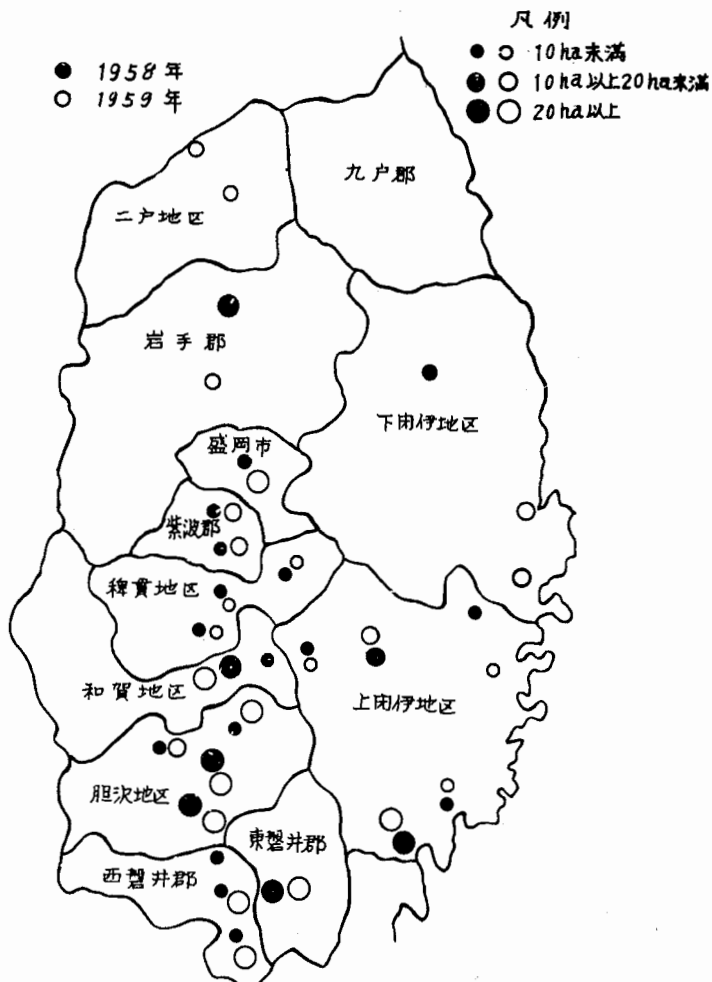 凡例
● 1958年
○ 1959年
● ○ 10ha未満
● ○ 10ha以上20ha未満
● ○ 20ha以上
九戸郡
二戸地区
岩手郡
下閉伊地区
盛岡市
紫波郡
稗貫地区
和賀地区
上閉伊地区
胆沢地区
東磐井郡
西磐井郡